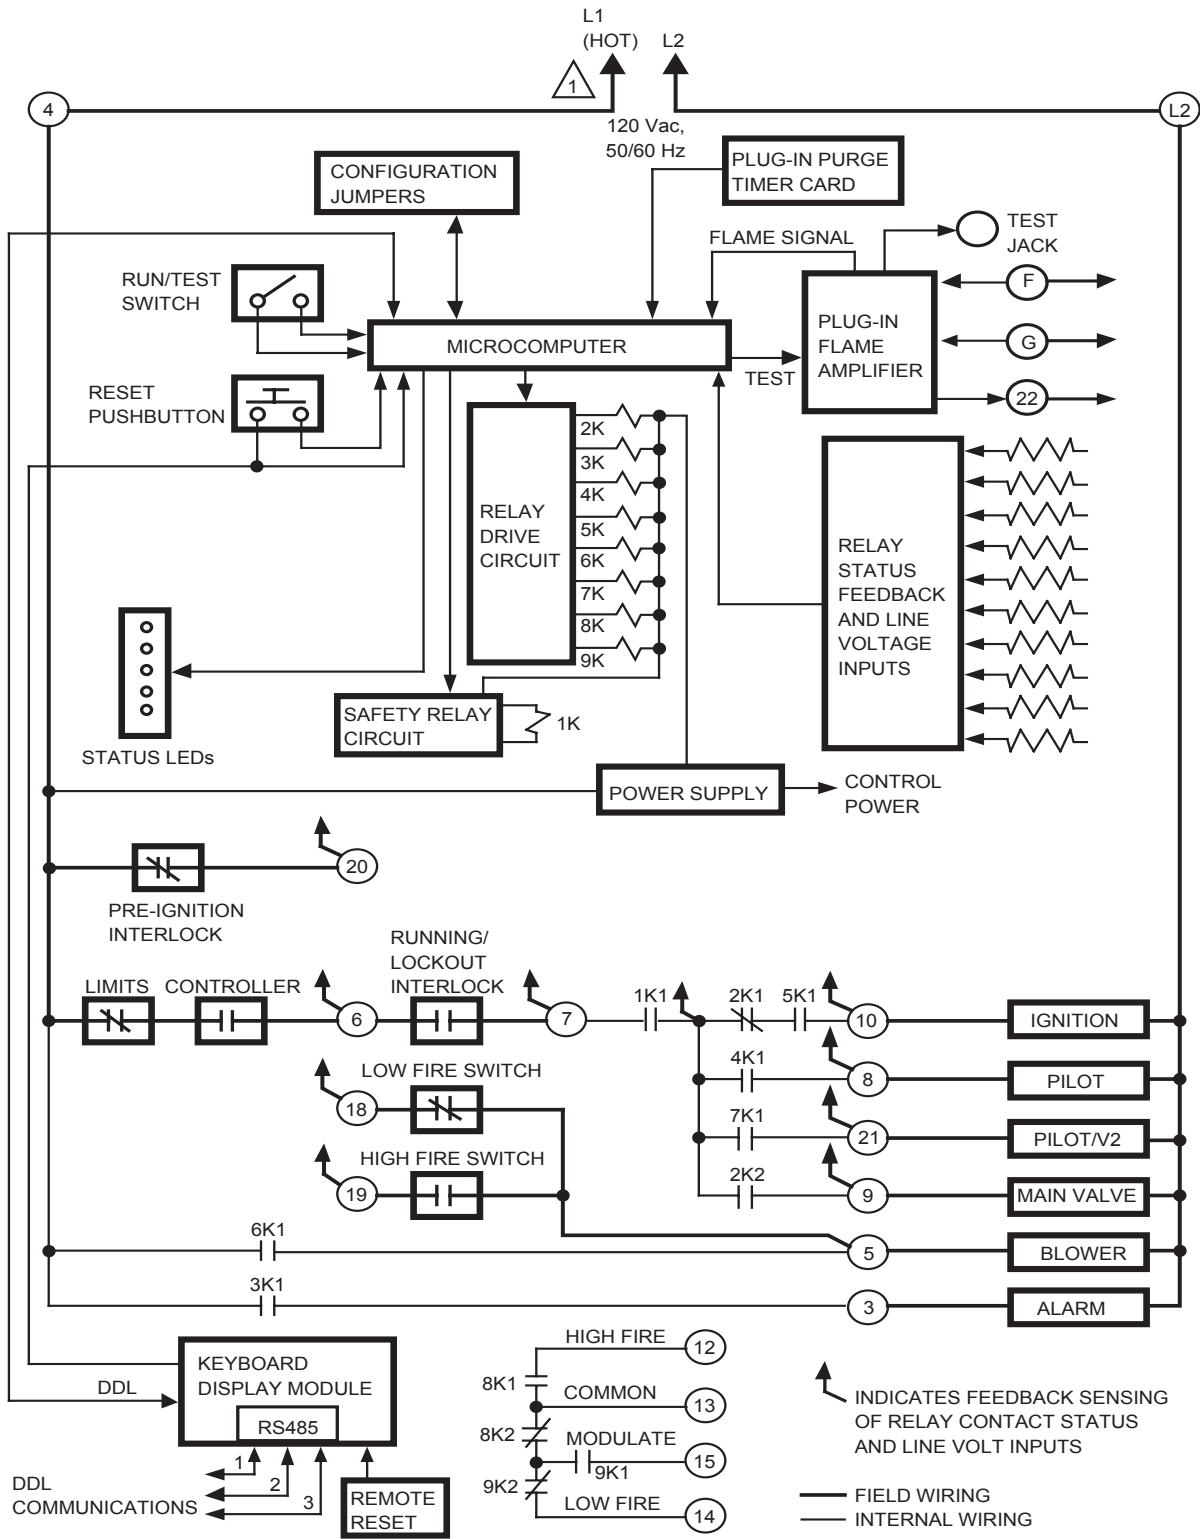 L1
(HOT)
L2
1
4
L2
120 Vac,
50/60 Hz
CONFIGURATION
JUMPERS
PLUG-IN PURGE
TIMER CARD
FLAME SIGNAL
TEST
JACK
RUN/TEST
SWITCH
MICROCOMPUTER
TEST
PLUG-IN
FLAME
AMPLIFIER
F
G
22
RESET
PUSHBUTTON
RELAY
DRIVE
CIRCUIT
2K
3K
4K
5K
6K
7K
8K
9K
RELAY
STATUS
FEEDBACK
AND LINE
VOLTAGE
INPUTS
STATUS LEDs
SAFETY RELAY
CIRCUIT
1K
POWER SUPPLY
CONTROL
POWER
20
PRE-IGNITION
INTERLOCK
LIMITS
CONTROLLER
6
RUNNING/
LOCKOUT
INTERLOCK
7
1K1
2K1
5K1
10
IGNITION
LOW FIRE SWITCH
18
4K1
8
PILOT
7K1
21
PILOT/V2
HIGH FIRE SWITCH
19
2K2
9
MAIN VALVE
6K1
5
BLOWER
3K1
3
ALARM
KEYBOARD
DISPLAY MODULE
RS485
DDL
1
2
3
DDL
COMMUNICATIONS
REMOTE
RESET
HIGH FIRE
12
8K1
COMMON
13
8K2
MODULATE
15
9K1
9K2
LOW FIRE
14
INDICATES FEEDBACK SENSING
OF RELAY CONTACT STATUS
AND LINE VOLT INPUTS
FIELD WIRING
INTERNAL WIRING